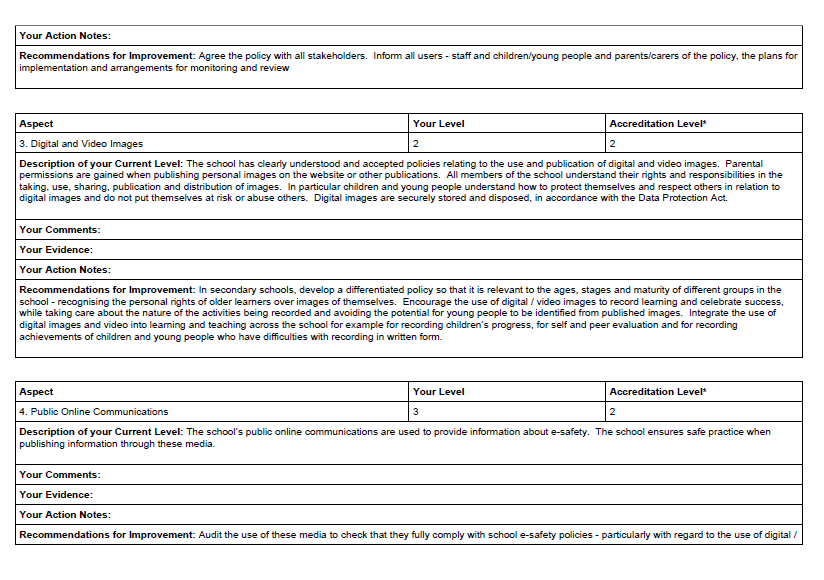 Your Action Notes:
Recommendations for Improvement: Agree the policy with all stakeholders. Inform all users - staff and children/young people and parents/carers of the policy, the plans for
implementation and arrangements for monitoring and review
Aspect Your Level Accreditation Level*
3. Digital and Video Images 2 2
Description of your Current Level: The school has clearly understood and accepted policies relating to the use and publication of digital and video images. Parental
permissions are gained when publishing personal images on the website or other publications. All members of the school understand their rights and responsibilities in the
taking, use, sharing, publication and distribution of images. In particular children and young people understand how to protect themselves and respect others in relation to
digital images and do not put themselves at risk or abuse others. Digital images are securely stored and disposed, in accordance with the Data Protection Act.
Your Comments:
Your Evidence:
Your Action Notes:
Recommendations for Improvement: In secondary schools, develop a differentiated policy so that it is relevant to the ages, stages and maturity of different groups in the
school - recognising the personal rights of older learners over images of themselves. Encourage the use of digital / video images to record learning and celebrate success,
while taking care about the nature of the activities being recorded and avoiding the potential for young people to be identified from published images. Integrate the use of
digital images and video into learning and teaching across the school for example for recording children's progress, for self and peer evaluation and for recording
achievements of children and young people who have difficulties with recording in written form.
Aspect Your Level Accreditation Level*
4. Public Online Communications 3 2
Description of your Current Level: The school's public online communications are used to provide information about e-safety. The school ensures safe practice when
publishing information through these media.
Your Comments:
Your Evidence:
Your Action Notes:
Recommendations for Improvement: Audit the use of these media to check that they fully comply with school e-safety policies - particularly with regard to the use of digital /